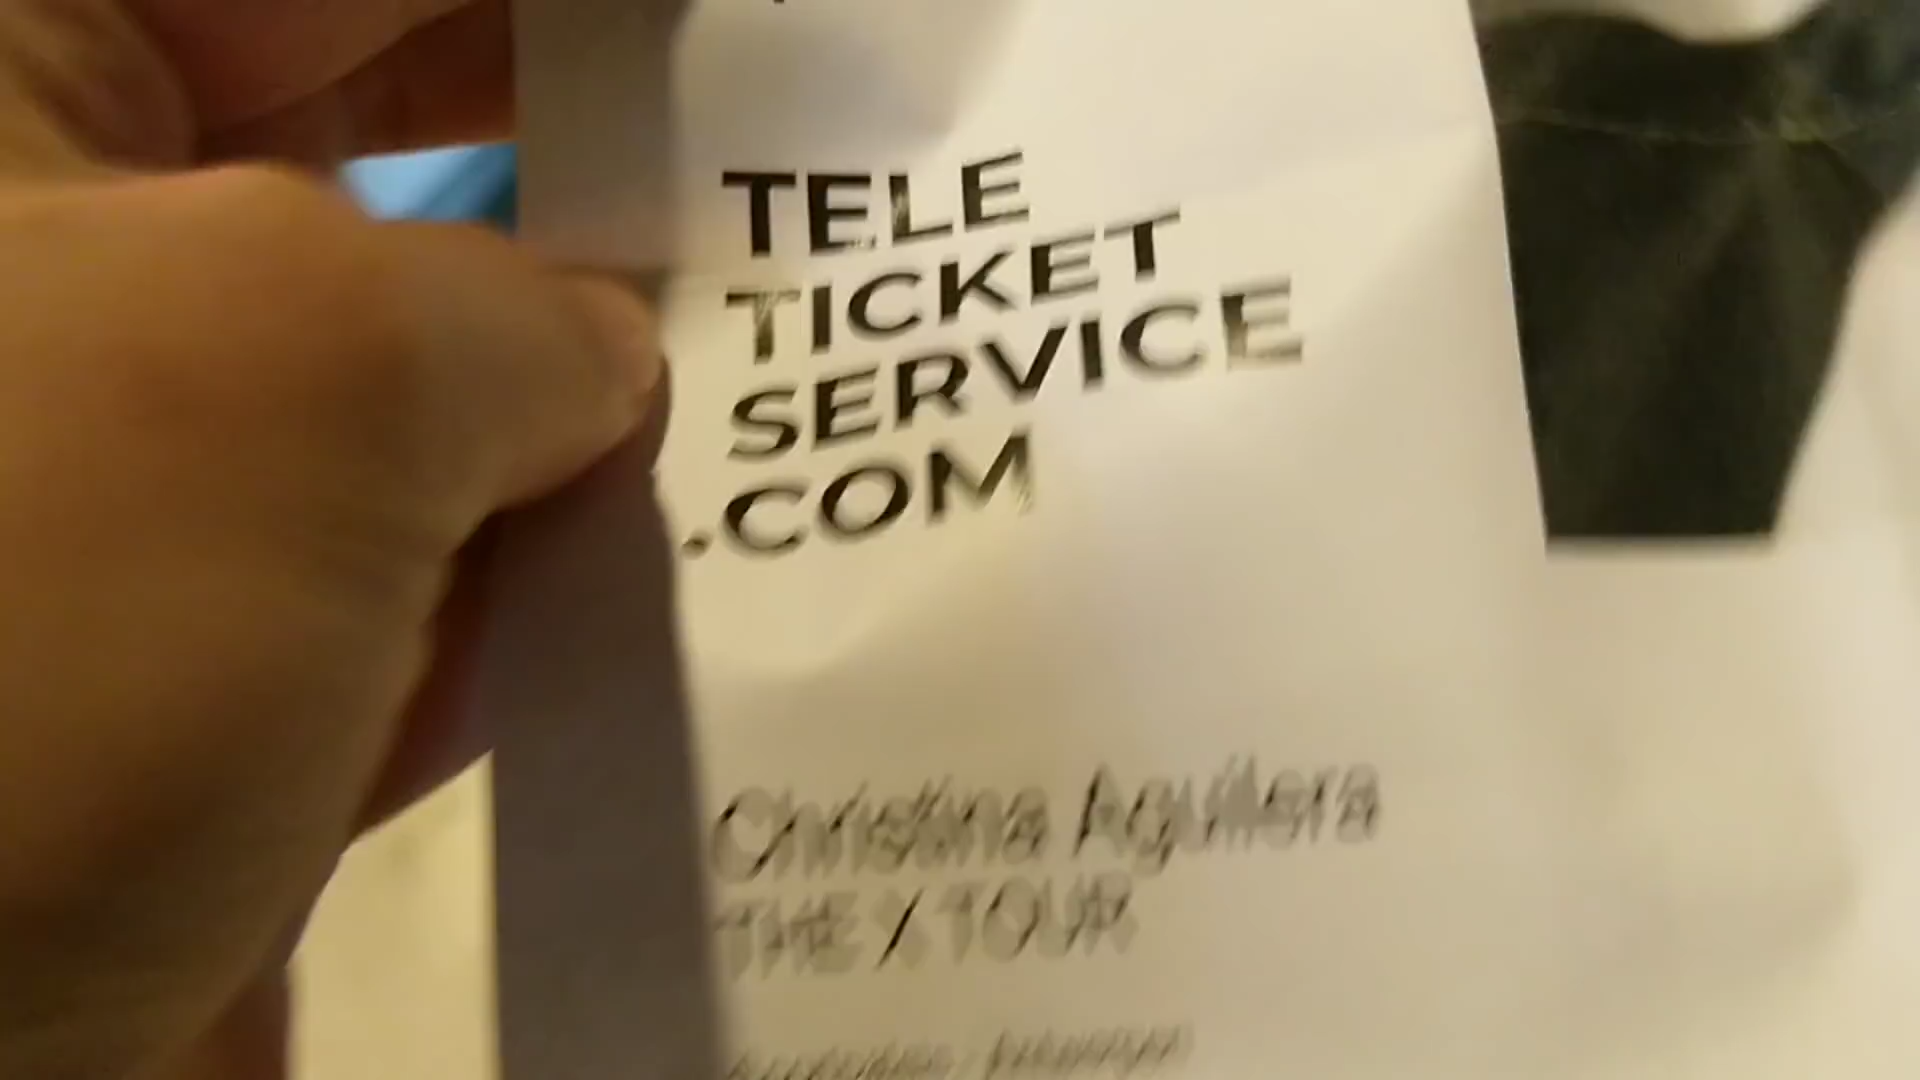 TELE
TICKET
SERVICE
.COM
Christina Aguilera
THE X TOUR